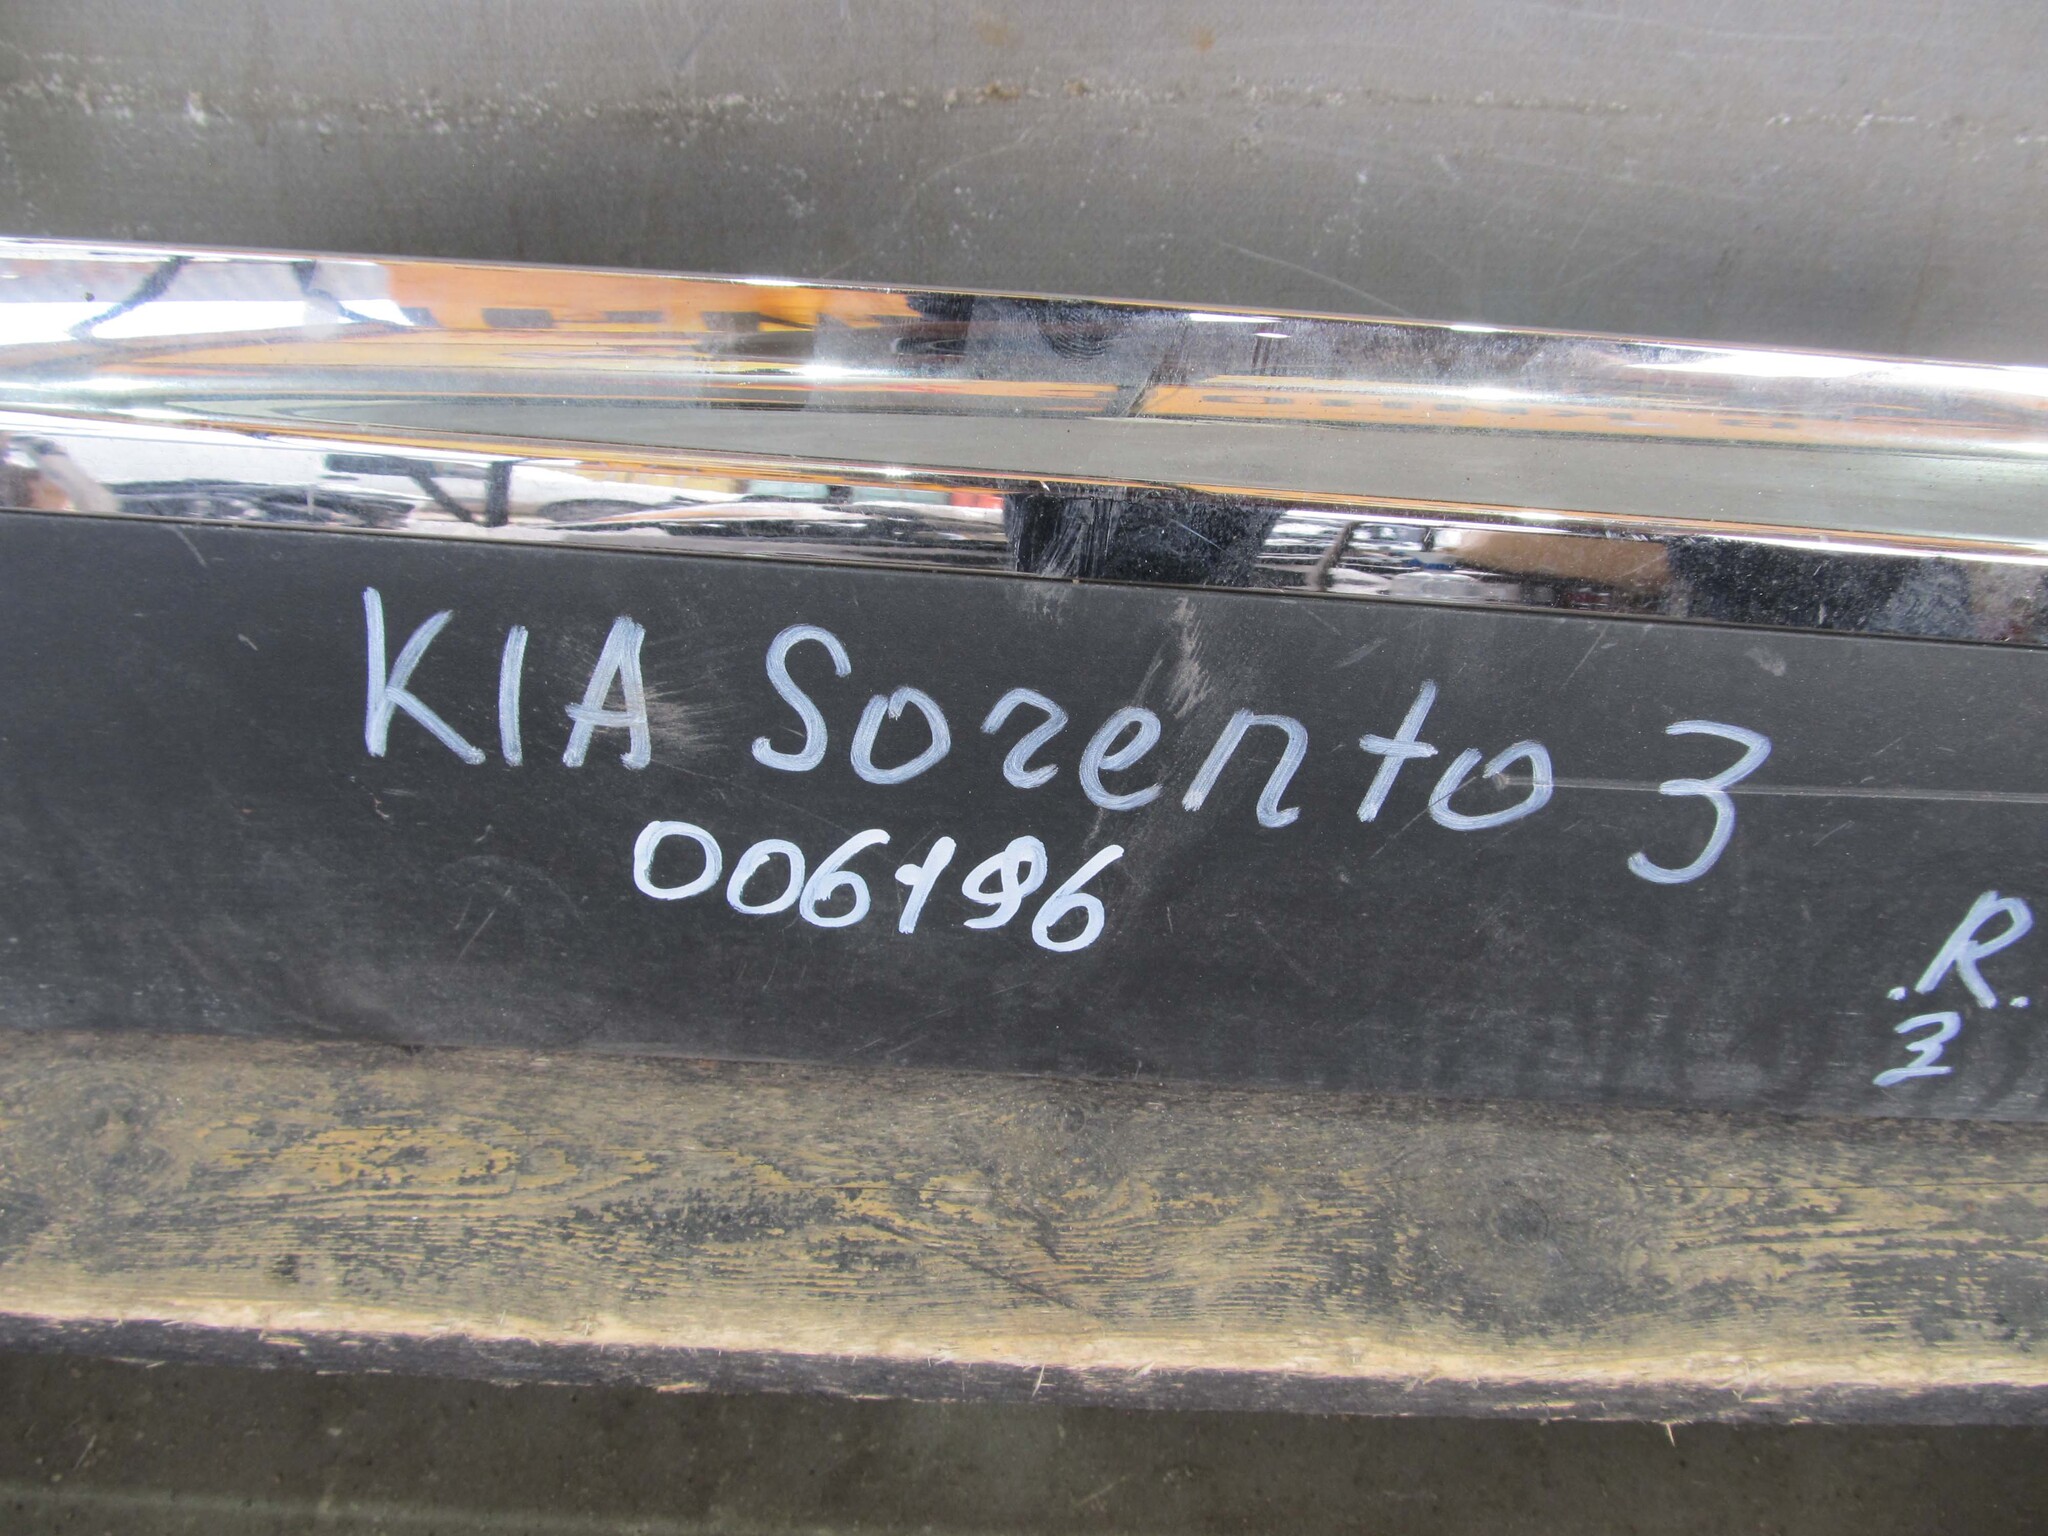 KIA Sorento 3
006196
.R.
3